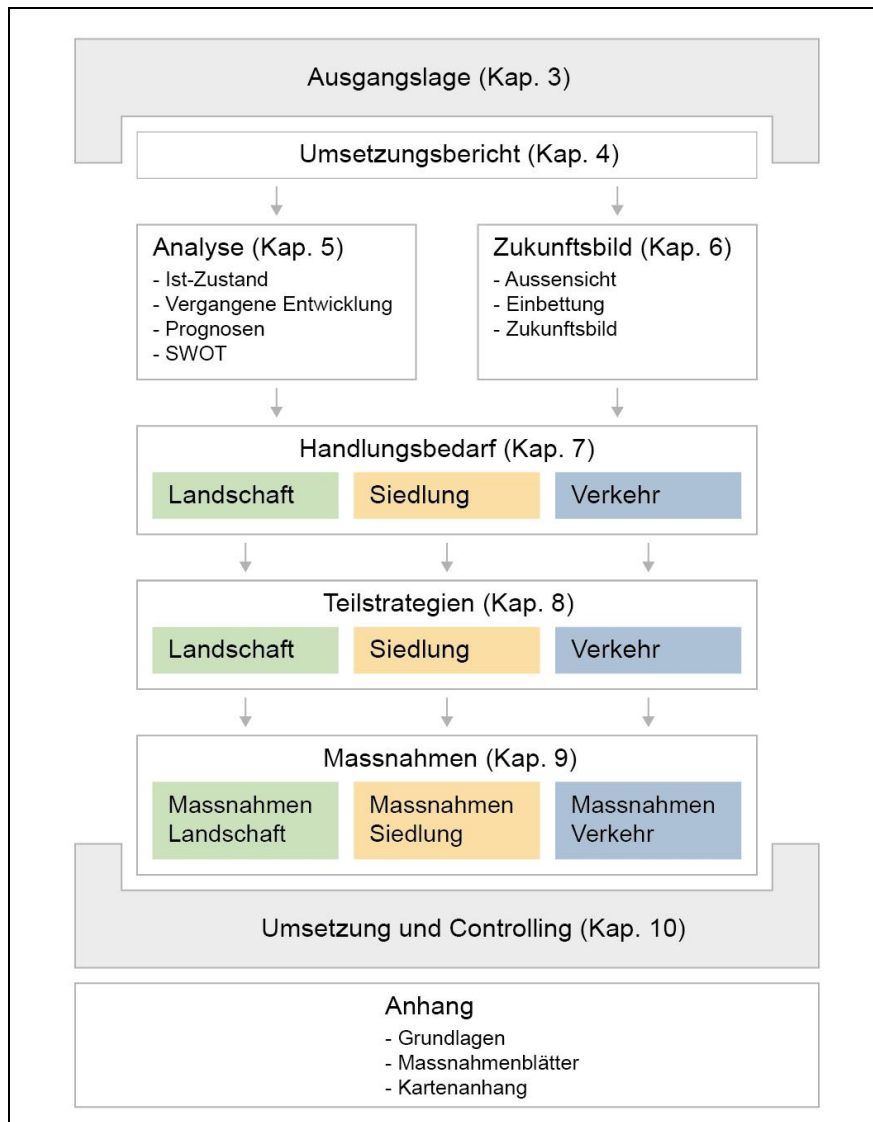 Ausgangslage (Kap. 3)
Umsetzungsbericht (Kap. 4)
Analyse (Kap. 5)
- Ist-Zustand
- Vergangene Entwicklung
- Prognosen
- SWOT
Zukunftsbild (Kap. 6)
- Aussensicht
- Einbettung
- Zukunftsbild
Handlungsbedarf (Kap. 7)
Landschaft
Siedlung
Verkehr
Teilstrategien (Kap. 8)
Landschaft
Siedlung
Verkehr
Massnahmen (Kap. 9)
Massnahmen
Landschaft
Massnahmen
Siedlung
Massnahmen
Verkehr
Umsetzung und Controlling (Kap. 10)
Anhang
- Grundlagen
- Massnahmenblätter
- Kartenanhang